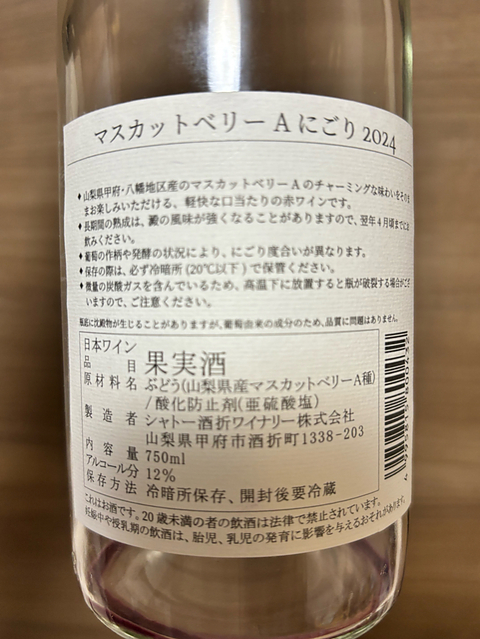 マスカットベリーAにごり2024
◆山梨県甲府・八幡地区産のマスカットベリーAのチャーミングな味わいをそのま
まお楽しみいただける、軽快な口当たりの赤ワインです。
◆長期間の熟成は、澱の風味が強くなることがありますので、翌年4月頃までにお
飲みください。
◆葡萄の作柄や発酵の状況により、にごり度合いが異なります。
◆保存の際は、必ず冷暗所(20℃以下)で保管ください。
◆微量の炭酸ガスを含んでいるため、高温下に放置すると瓶が破裂する場合がござ
いますので、ご注意ください。
瓶底に沈殿物が生じることがありますが、葡萄由来の成分のため、品質に問題はありません。
日本ワイン
品目 果実酒
原材料名 ぶどう(山梨県産マスカットベリーA種)
/酸化防止剤(亜硫酸塩)
製造者 シャトー酒折ワイナリー株式会社
山梨県甲府市酒折町1338-203
内容量 750ml
アルコール分 12%
保存方法 冷暗所保存、開封後要冷蔵
これはお酒です。20歳未満の者の飲酒は法律で禁止されています。
妊娠中や授乳期の飲酒は、胎児、乳児の発育に影響を与えるおそれがあります。